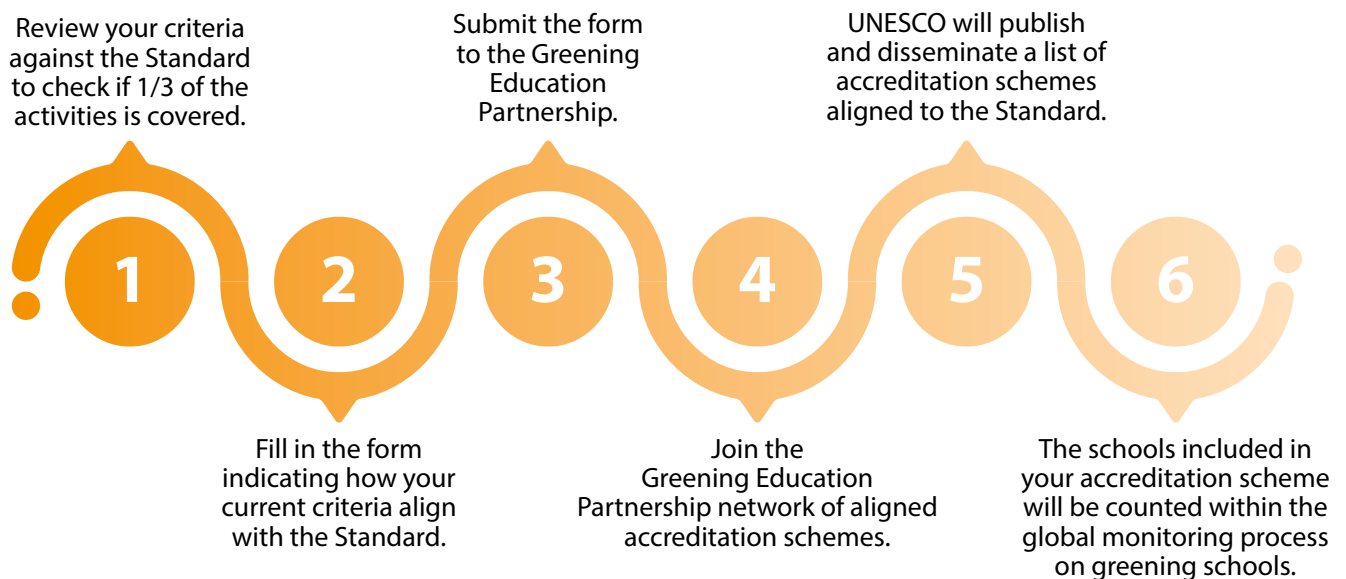 Review your criteria
against the Standard
to check if 1/3 of the
activities is covered.
Submit the form
to the Greening
Education
Partnership.
UNESCO will publish
and disseminate a list of
accreditation schemes
aligned to the Standard.
1
2
3
4
5
6
Fill in the form
indicating how your
current criteria align
with the Standard.
Join the
Greening Education
Partnership network of aligned
accreditation schemes.
The schools included in
your accreditation scheme
will be counted within the
global monitoring process
on greening schools.